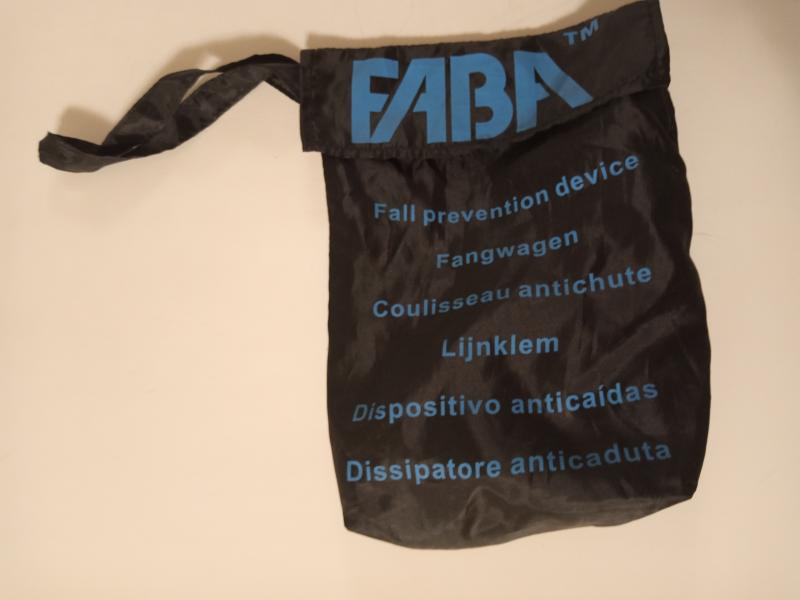 FABA™
Fall prevention device
Fangwagen
Coulisseau antichute
Lijnklem
Dispositivo anticaídas
Dissipatore anticaduta